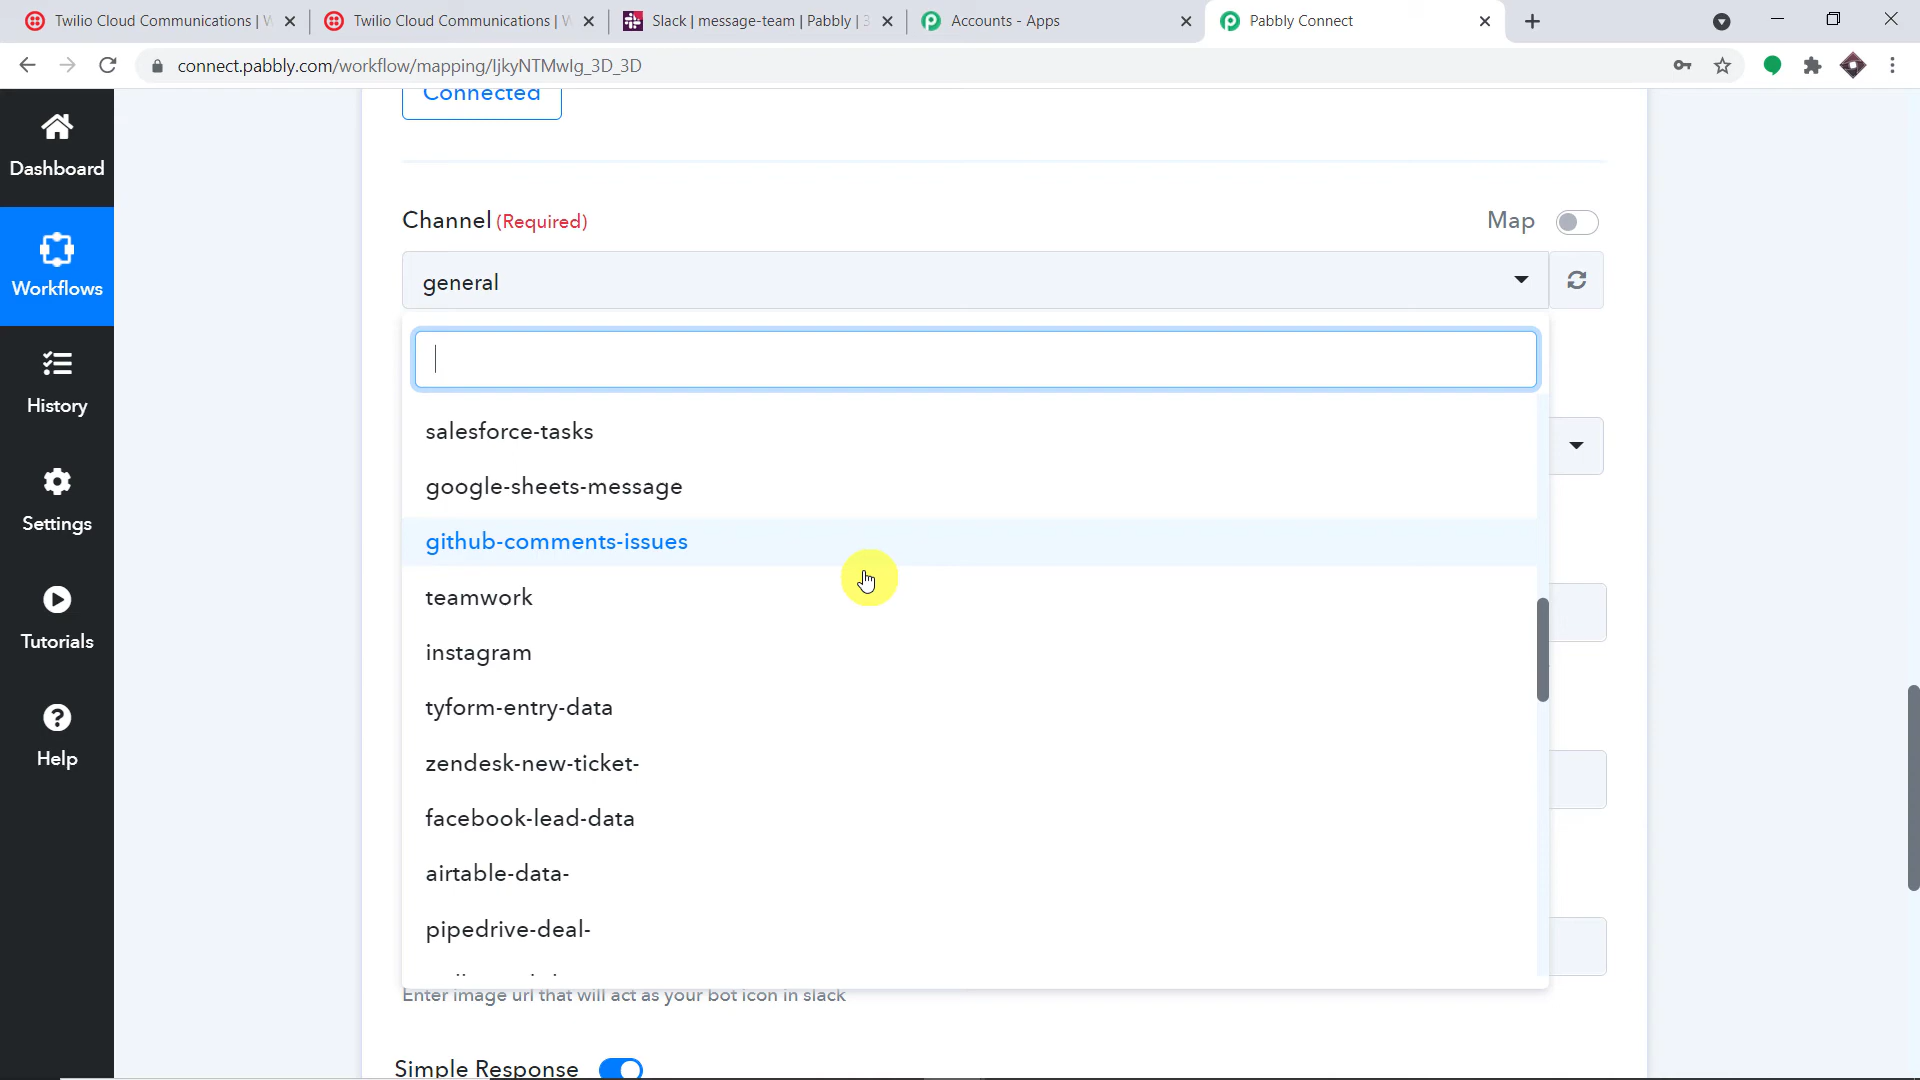 Twilio Cloud Communications | W
Twilio Cloud Communications | W
Slack | message-team | Pabbly | 3
Accounts - Apps
Pabbly Connect
connect.pabbly.com/workflow/mapping/IjkyNTMwIg_3D_3D
Connected
Dashboard
Channel (Required)
Map
general
Workflows
History
salesforce-tasks
google-sheets-message
Settings
github-comments-issues
teamwork
Tutorials
instagram
tyform-entry-data
zendesk-new-ticket-
Help
facebook-lead-data
airtable-data-
pipedrive-deal-
Enter image url that will act as your bot icon in slack
Simple Response